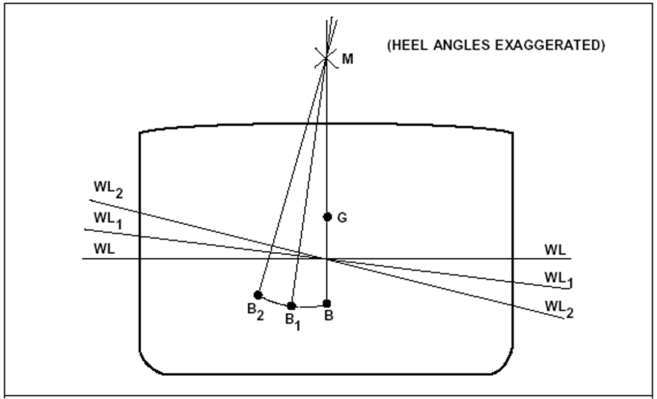 (HEEL ANGLES EXAGGERATED)
M
WL2
G
WL1
WL
WL
WL1
B2
B1
B
WL2